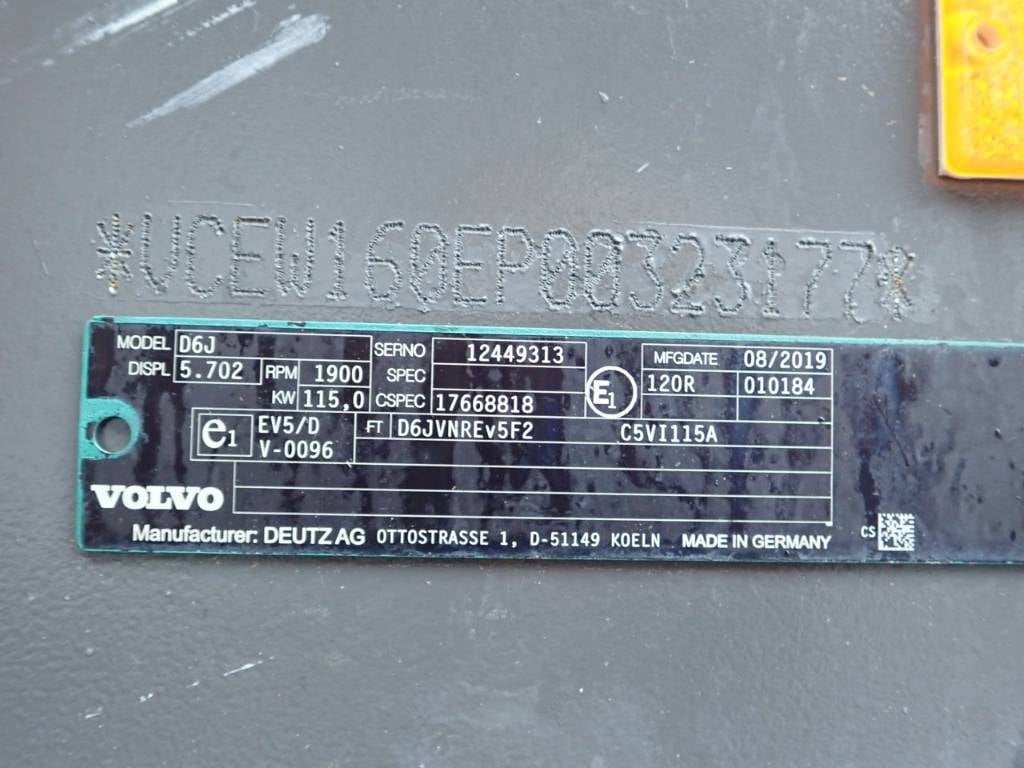 *VCEW160EP00323177*
MODEL D6J SERNO 12449313 MFGDATE 08/2019
DISPL 5.702 RPM 1900 SPEC E1 120R 010184
KW 115,0 CSPEC 17668818
e1 EV5/D FT D6JVNREv5F2 C5VI115A
V-0096
VOLVO
Manufacturer: DEUTZ AG OTTOSTRASSE 1, D-51149 KOELN MADE IN GERMANY CS